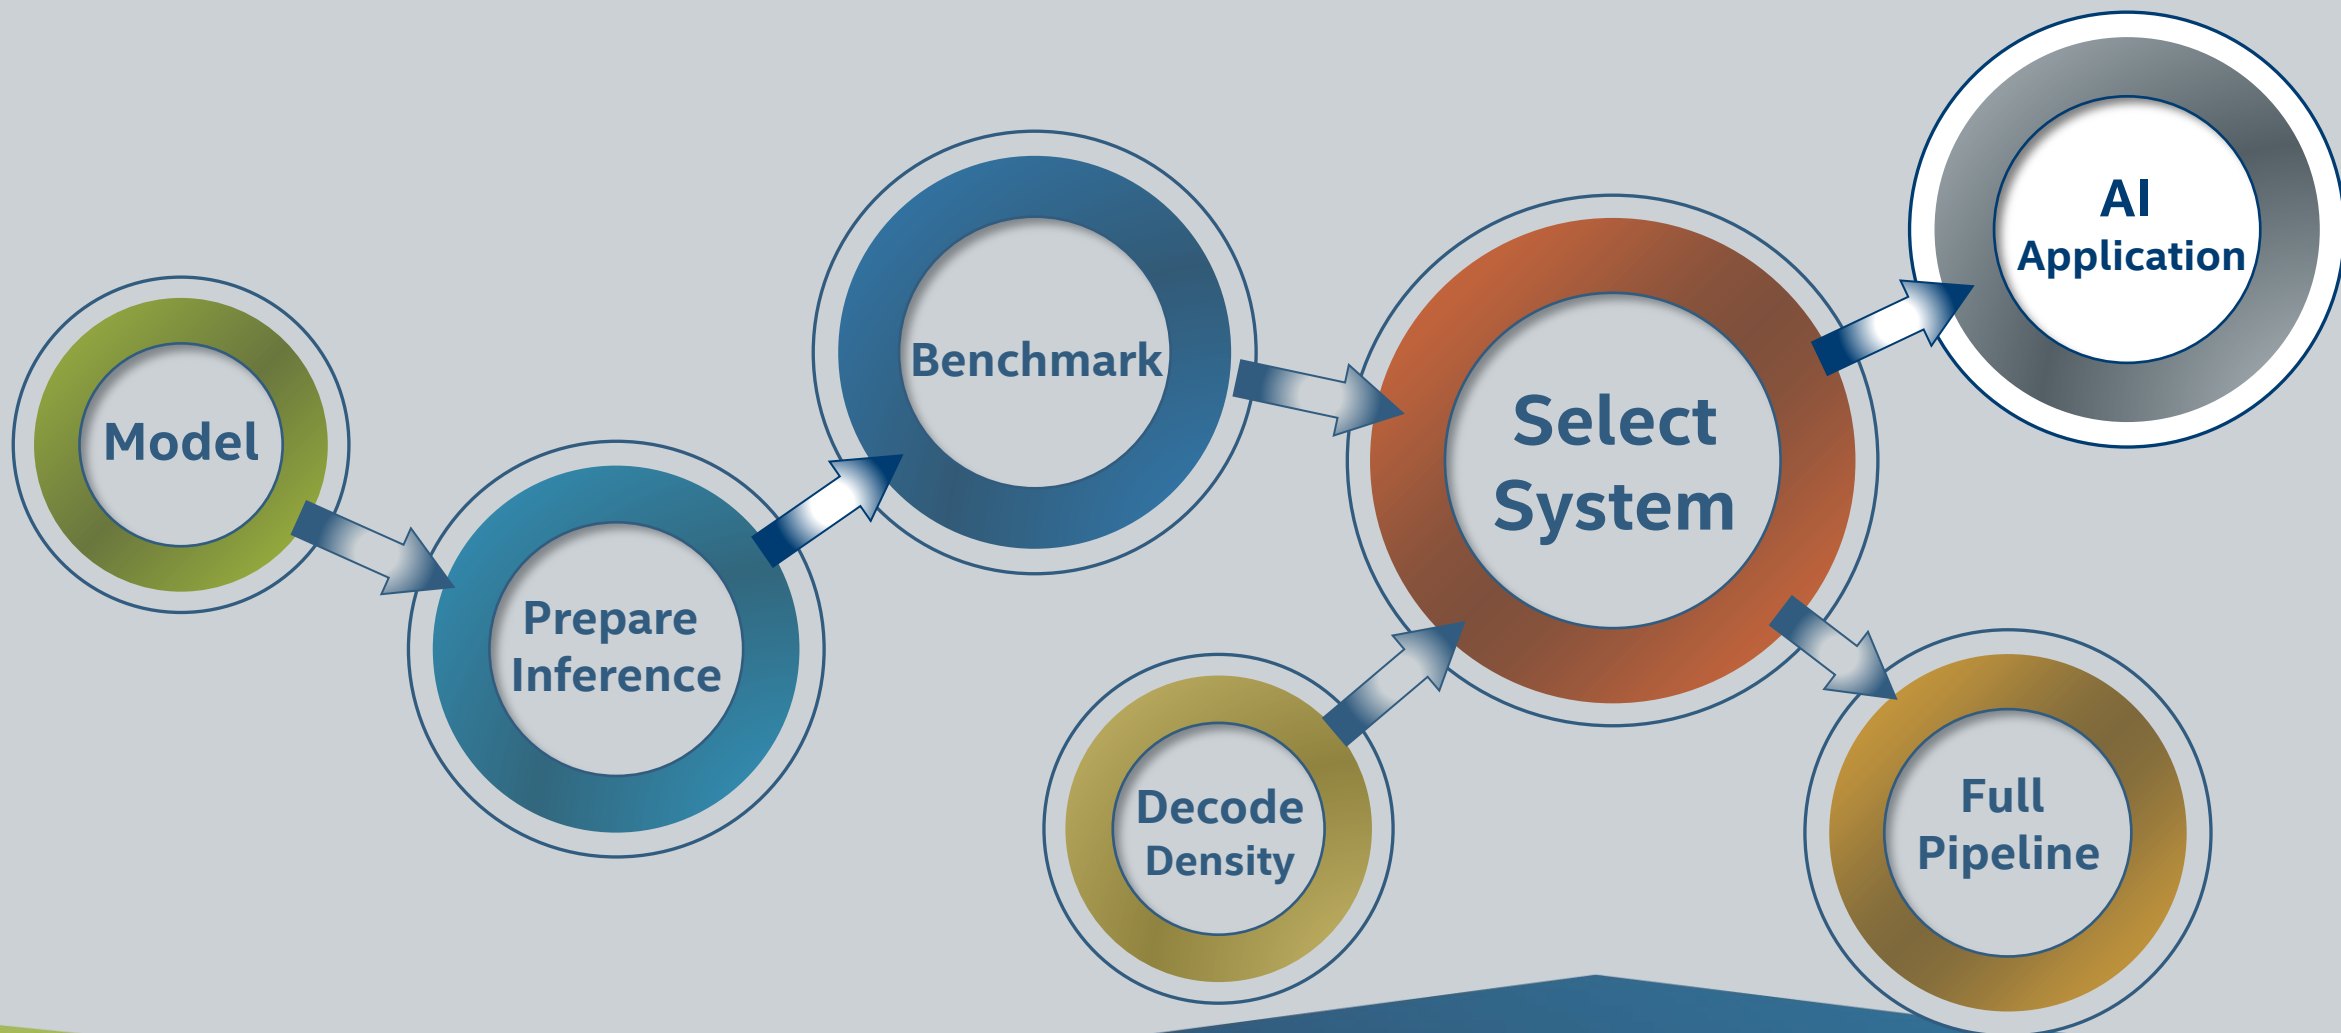 Model
Prepare
Inference
Benchmark
Decode
Density
Select
System
AI
Application
Full
Pipeline